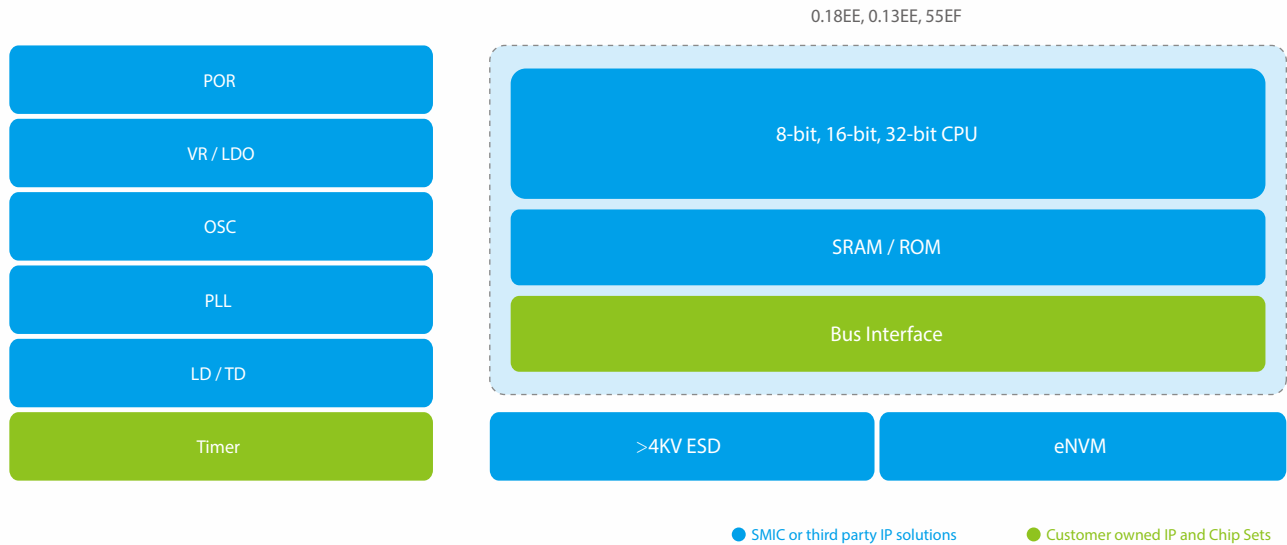 0.18EE, 0.13EE, 55EF
POR
VR / LDO
OSC
PLL
LD / TD
Timer
8-bit, 16-bit, 32-bit CPU
SRAM / ROM
Bus Interface
>4KV ESD
eNVM
SMIC or third party IP solutions
Customer owned IP and Chip Sets